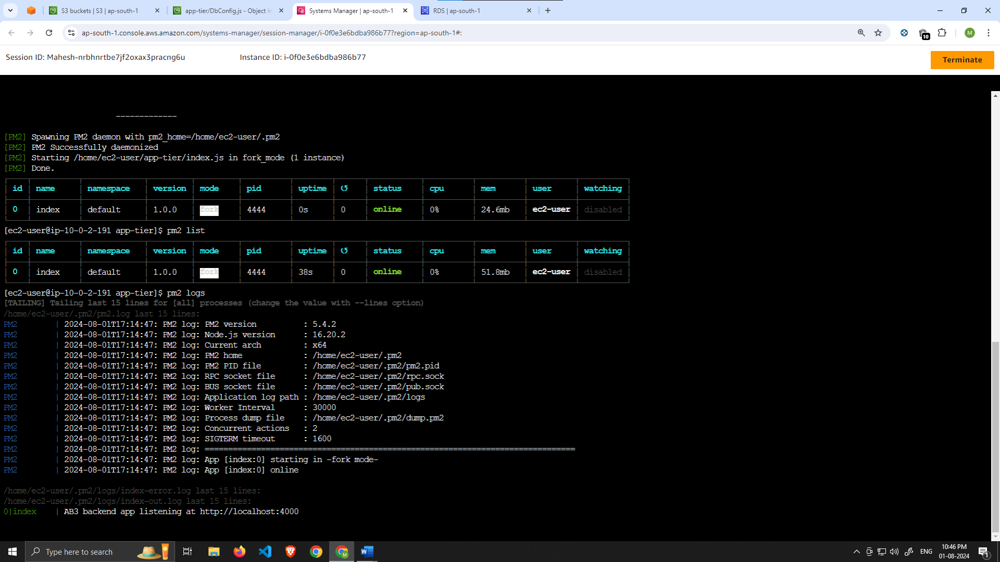 S3 buckets | S3 | ap-south-1
app-tier/DbConfig.js - Object in
Systems Manager | ap-south-1
RDS | ap-south-1
ap-south-1.console.aws.amazon.com/systems-manager/session-manager/i-0f0e3e6bdba986b77?region=ap-south-1#:
10
M
Session ID: Mahesh-nrbhnrtbe7jf2oxax3pracng6u
Instance ID: i-0f0e3e6bdba986b77
Terminate
-------------
[PM2] Spawning PM2 daemon with pm2_home=/home/ec2-user/.pm2
[PM2] PM2 Successfully daemonized
[PM2] Starting /home/ec2-user/app-tier/index.js in fork_mode (1 instance)
[PM2] Done.
│ id │ name │ namespace │ version │ mode │ pid │ uptime │ ↺ │ status │ cpu │ mem │ user │ watching │
│ 0 │ index │ default │ 1.0.0 │ fork │ 4444 │ 0s │ 0 │ online │ 0% │ 24.6mb │ ec2-user │ disabled │
[ec2-user@ip-10-0-2-191 app-tier]$ pm2 list
│ id │ name │ namespace │ version │ mode │ pid │ uptime │ ↺ │ status │ cpu │ mem │ user │ watching │
│ 0 │ index │ default │ 1.0.0 │ fork │ 4444 │ 38s │ 0 │ online │ 0% │ 51.8mb │ ec2-user │ disabled │
[ec2-user@ip-10-0-2-191 app-tier]$ pm2 logs
[TAILING] Tailing last 15 lines for [all] processes (change the value with --lines option)
/home/ec2-user/.pm2/pm2.log last 15 lines:
PM2 | 2024-08-01T17:14:47: PM2 log: PM2 version : 5.4.2
PM2 | 2024-08-01T17:14:47: PM2 log: Node.js version : 16.20.2
PM2 | 2024-08-01T17:14:47: PM2 log: Current arch : x64
PM2 | 2024-08-01T17:14:47: PM2 log: PM2 home : /home/ec2-user/.pm2
PM2 | 2024-08-01T17:14:47: PM2 log: PM2 PID file : /home/ec2-user/.pm2/pm2.pid
PM2 | 2024-08-01T17:14:47: PM2 log: RPC socket file : /home/ec2-user/.pm2/rpc.sock
PM2 | 2024-08-01T17:14:47: PM2 log: BUS socket file : /home/ec2-user/.pm2/pub.sock
PM2 | 2024-08-01T17:14:47: PM2 log: Application log path : /home/ec2-user/.pm2/logs
PM2 | 2024-08-01T17:14:47: PM2 log: Worker Interval : 30000
PM2 | 2024-08-01T17:14:47: PM2 log: Process dump file : /home/ec2-user/.pm2/dump.pm2
PM2 | 2024-08-01T17:14:47: PM2 log: Concurrent actions : 2
PM2 | 2024-08-01T17:14:47: PM2 log: SIGTERM timeout : 1600
PM2 | 2024-08-01T17:14:47: PM2 log: ===============================================================================
PM2 | 2024-08-01T17:14:47: PM2 log: App [index:0] starting in -fork mode-
PM2 | 2024-08-01T17:14:47: PM2 log: App [index:0] online
/home/ec2-user/.pm2/logs/index-error.log last 15 lines:
/home/ec2-user/.pm2/logs/index-out.log last 15 lines:
0|index | AB3 backend app listening at http://localhost:4000
Type here to search
M
W
ENG
10:46 PM
01-08-2024
1